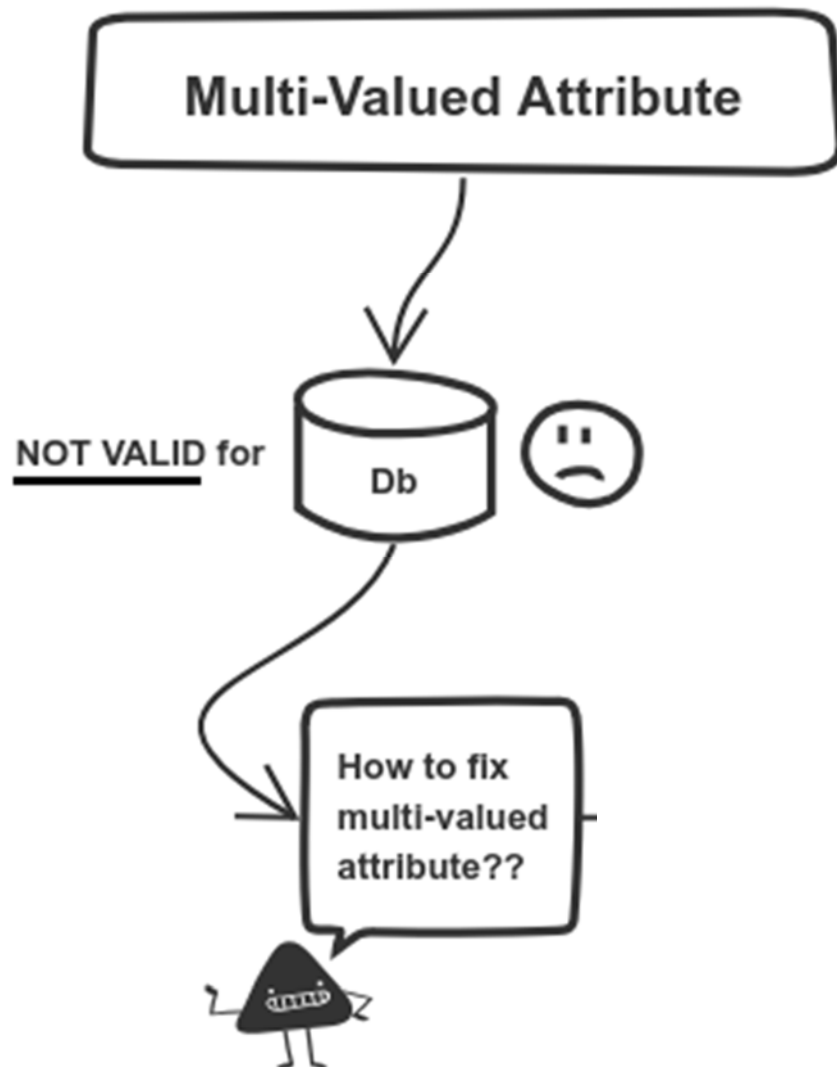 Multi-Valued Attribute
NOT VALID for
Db
How to fix
multi-valued
attribute??